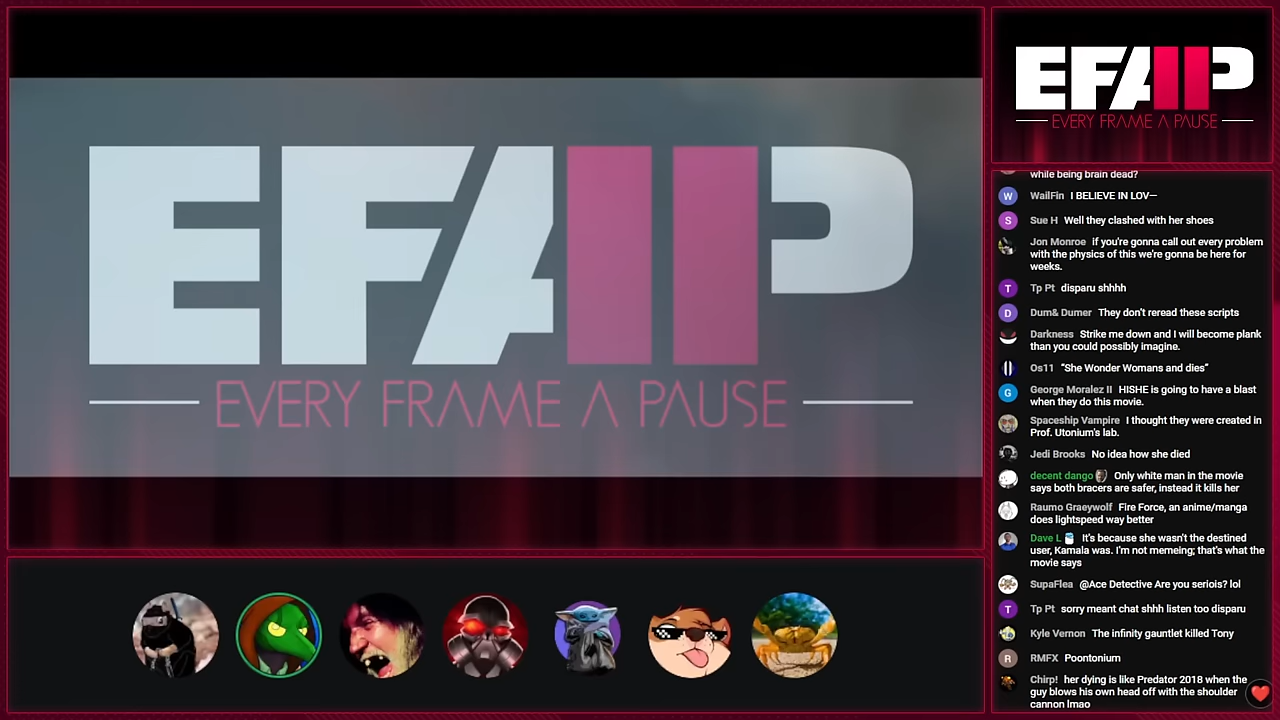 EFAP
EVERY FRAME A PAUSE
EFAP
EVERY FRAME A PAUSE
while being brain dead?
W
WailFin I BELIEVE IN LOV—
S
Sue H Well they clashed with her shoes
Jon Monroe if you're gonna call out every problem
with the physics of this we're gonna be here for
weeks.
T
Tp Pt disparu shhhh
D
Dum& Dumer They don't reread these scripts
Darkness Strike me down and I will become plank
than you could possibly imagine.
Os11 “She Wonder Womans and dies”
G
George Moralez II HISHE is going to have a blast
when they do this movie.
Spaceship Vampire I thought they were created in
Prof. Utonium's lab.
Jedi Brooks No idea how she died
decent dango Only white man in the movie
says both bracers are safer, instead it kills her
Raumo Graeywolf Fire Force, an anime/manga
does lightspeed way better
Dave L It's because she wasn't the destined
user, Kamala was. I'm not memeing; that's what the
movie says
SupaFlea @Ace Detective Are you seriois? lol
T
Tp Pt sorry meant chat shhh listen too disparu
Kyle Vernon The infinity gauntlet killed Tony
R
RMFX Poontonium
Chirp! her dying is like Predator 2018 when the
guy blows his own head off with the shoulder
cannon lmao